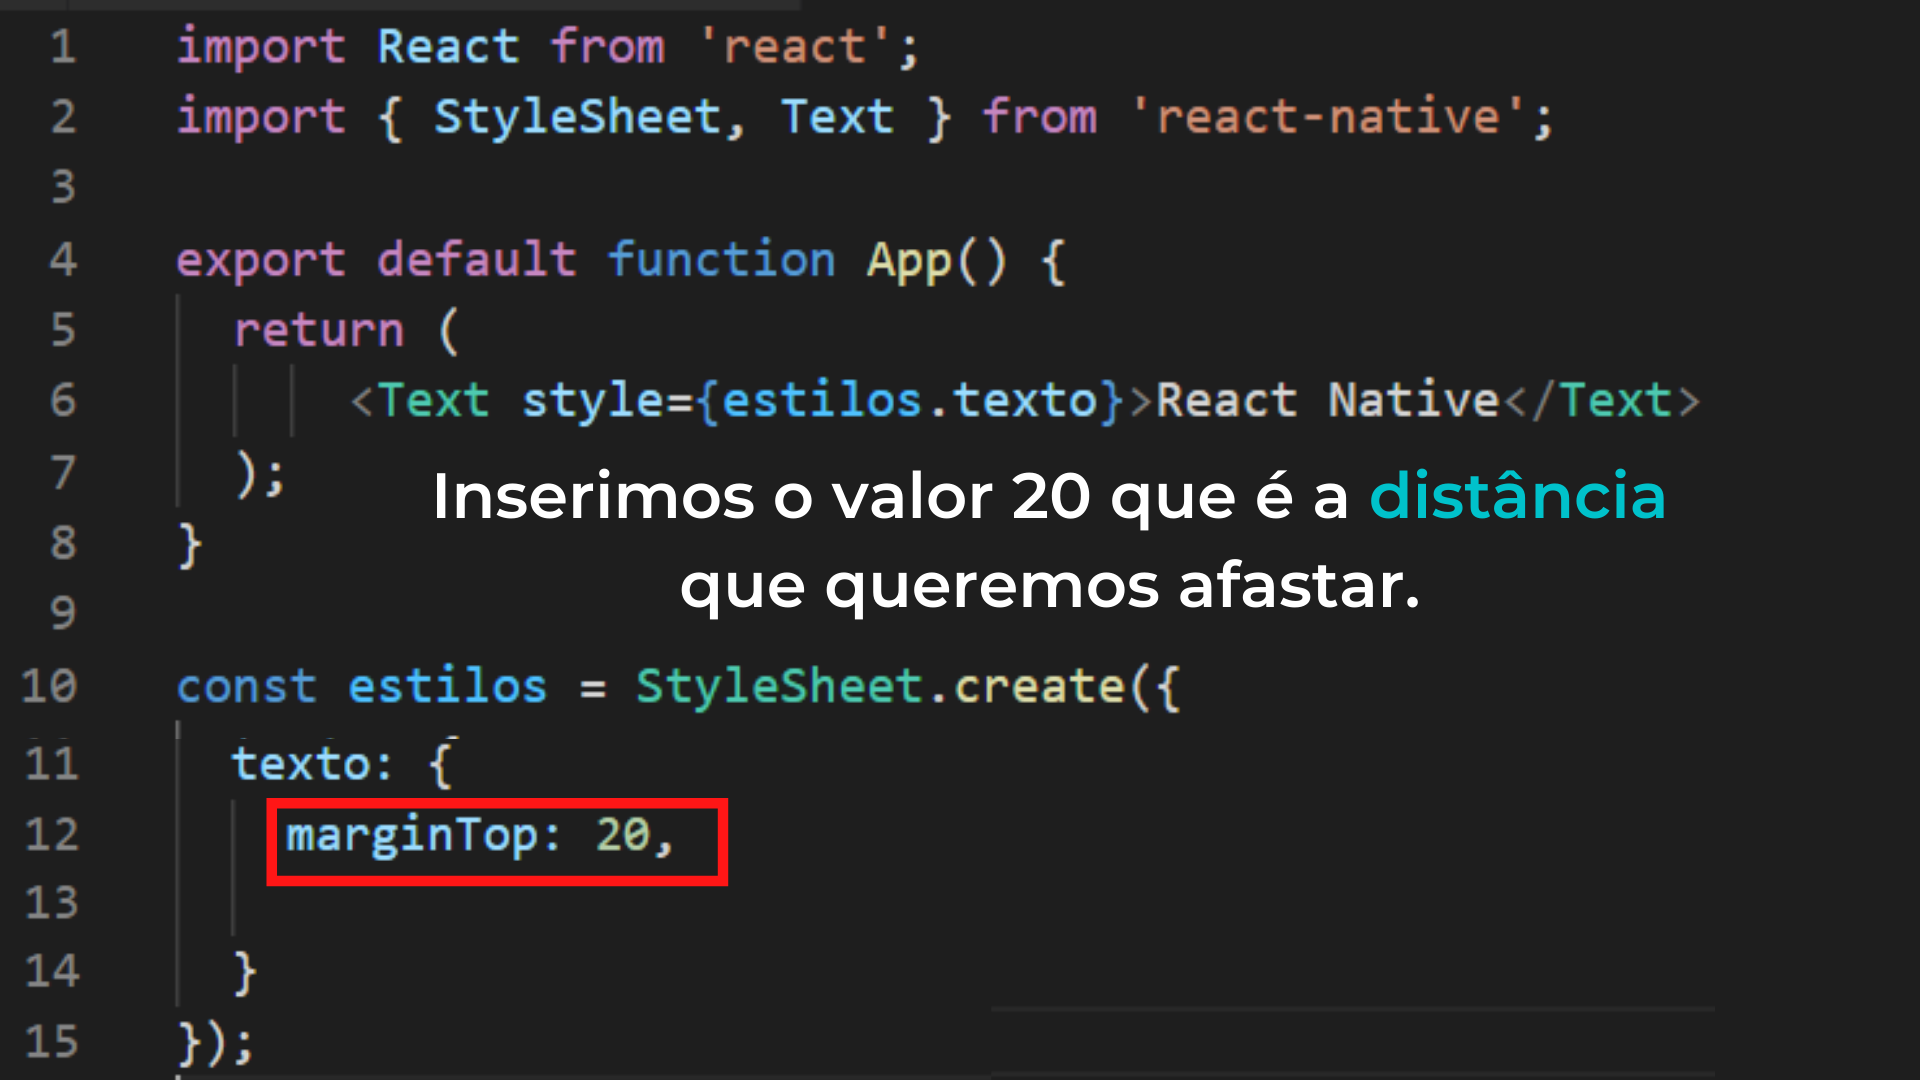 1 import React from 'react';
2 import { StyleSheet, Text } from 'react-native';
3
4 export default function App() {
5 return (
6 <Text style={estilos.texto}>React Native</Text>
7 );
Inserimos o valor 20 que é a distância
que queremos afastar.
8 }
9
10 const estilos = StyleSheet.create({
11 texto: {
12 marginTop: 20,
13
14 }
15 });